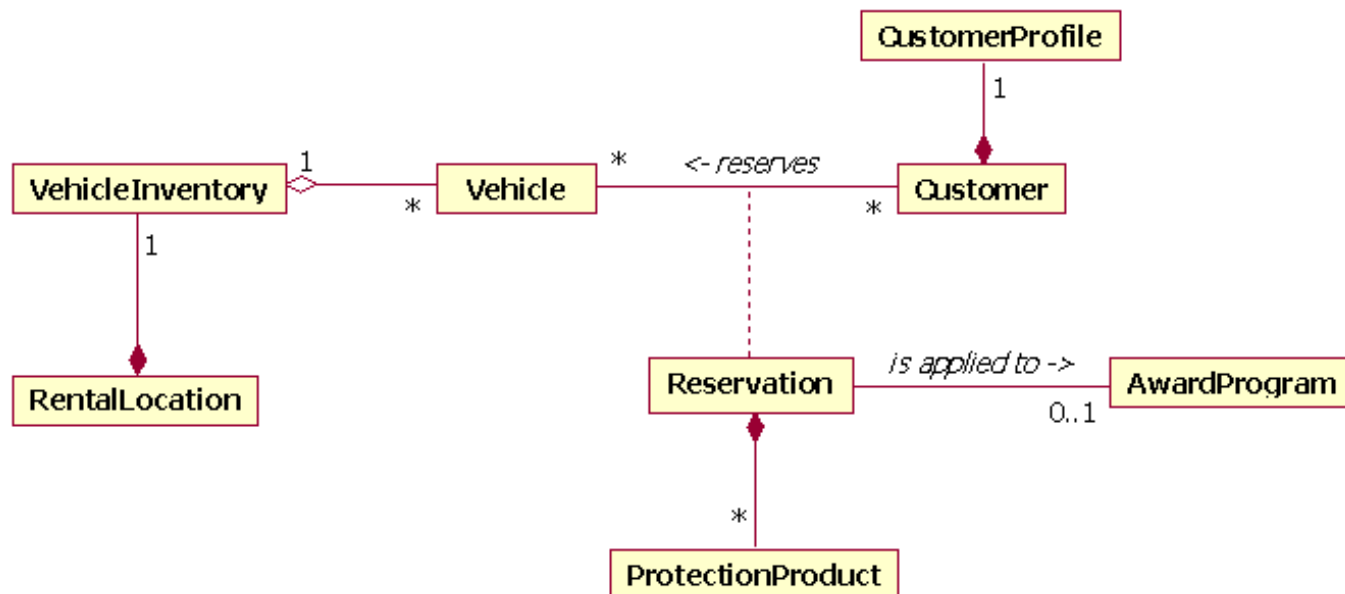 CustomerProfile
1
1
VehicleInventory
*
Vehicle
*
<- reserves
*
Customer
1
RentalLocation
Reservation
is applied to ->
0..1
AwardProgram
*
ProtectionProduct